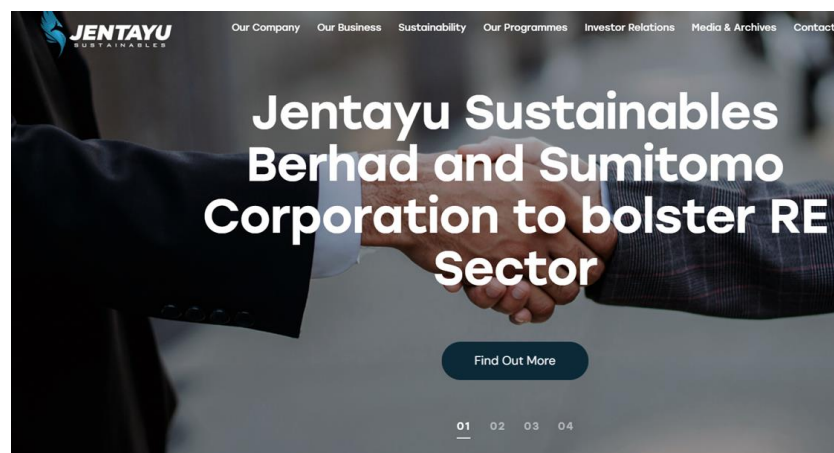 JENTAYU
SUSTAINABLES
Our Company Our Business Sustainability Our Programmes Investor Relations Media & Archives Contact
Jentayu Sustainables
Berhad and Sumitomo
Corporation to bolster RE
Sector
Find Out More
01 02 03 04